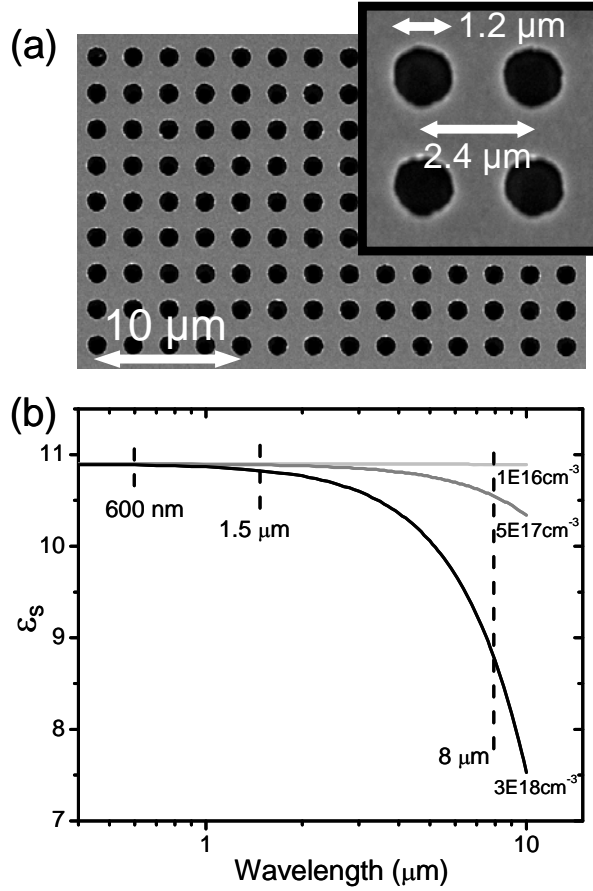 (a)
1.2 µm
2.4 µm
10 µm
(b)
11
10
9
8
7
εs
600 nm
1.5 µm
8 µm
1E16cm-3
5E17cm-3
3E18cm-3
1
10
Wavelength (µm)